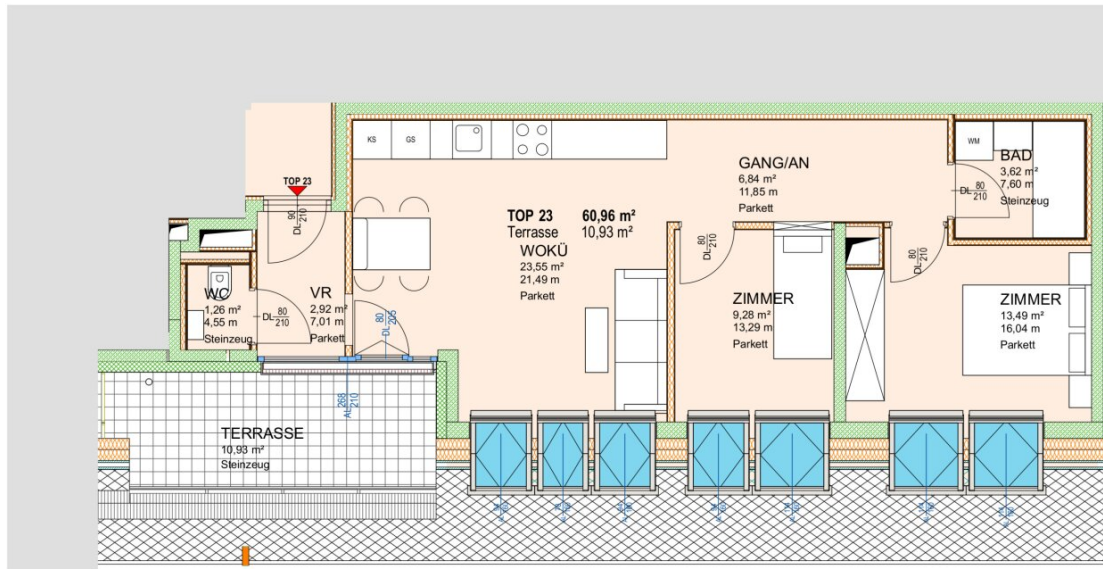 KS
GS
WM
TOP 23
GANG/AN
6,84 m²
11,85 m
Parkett
BAD
3,62 m²
7,60 m
Steinzeug
DL 80 210
DL 90 210
TOP 23 60,96 m²
Terrasse 10,93 m²
WOKÜ
23,55 m²
21,49 m
Parkett
DL 80 210
DL 80 210
WC
1,26 m²
4,55 m
Steinzeug
DL 80 210
VR
2,92 m²
7,01 m
Parkett
DL 80 205
ZIMMER
9,28 m²
13,29 m
Parkett
ZIMMER
13,49 m²
16,04 m
Parkett
AL 268 210
TERRASSE
10,93 m²
Steinzeug